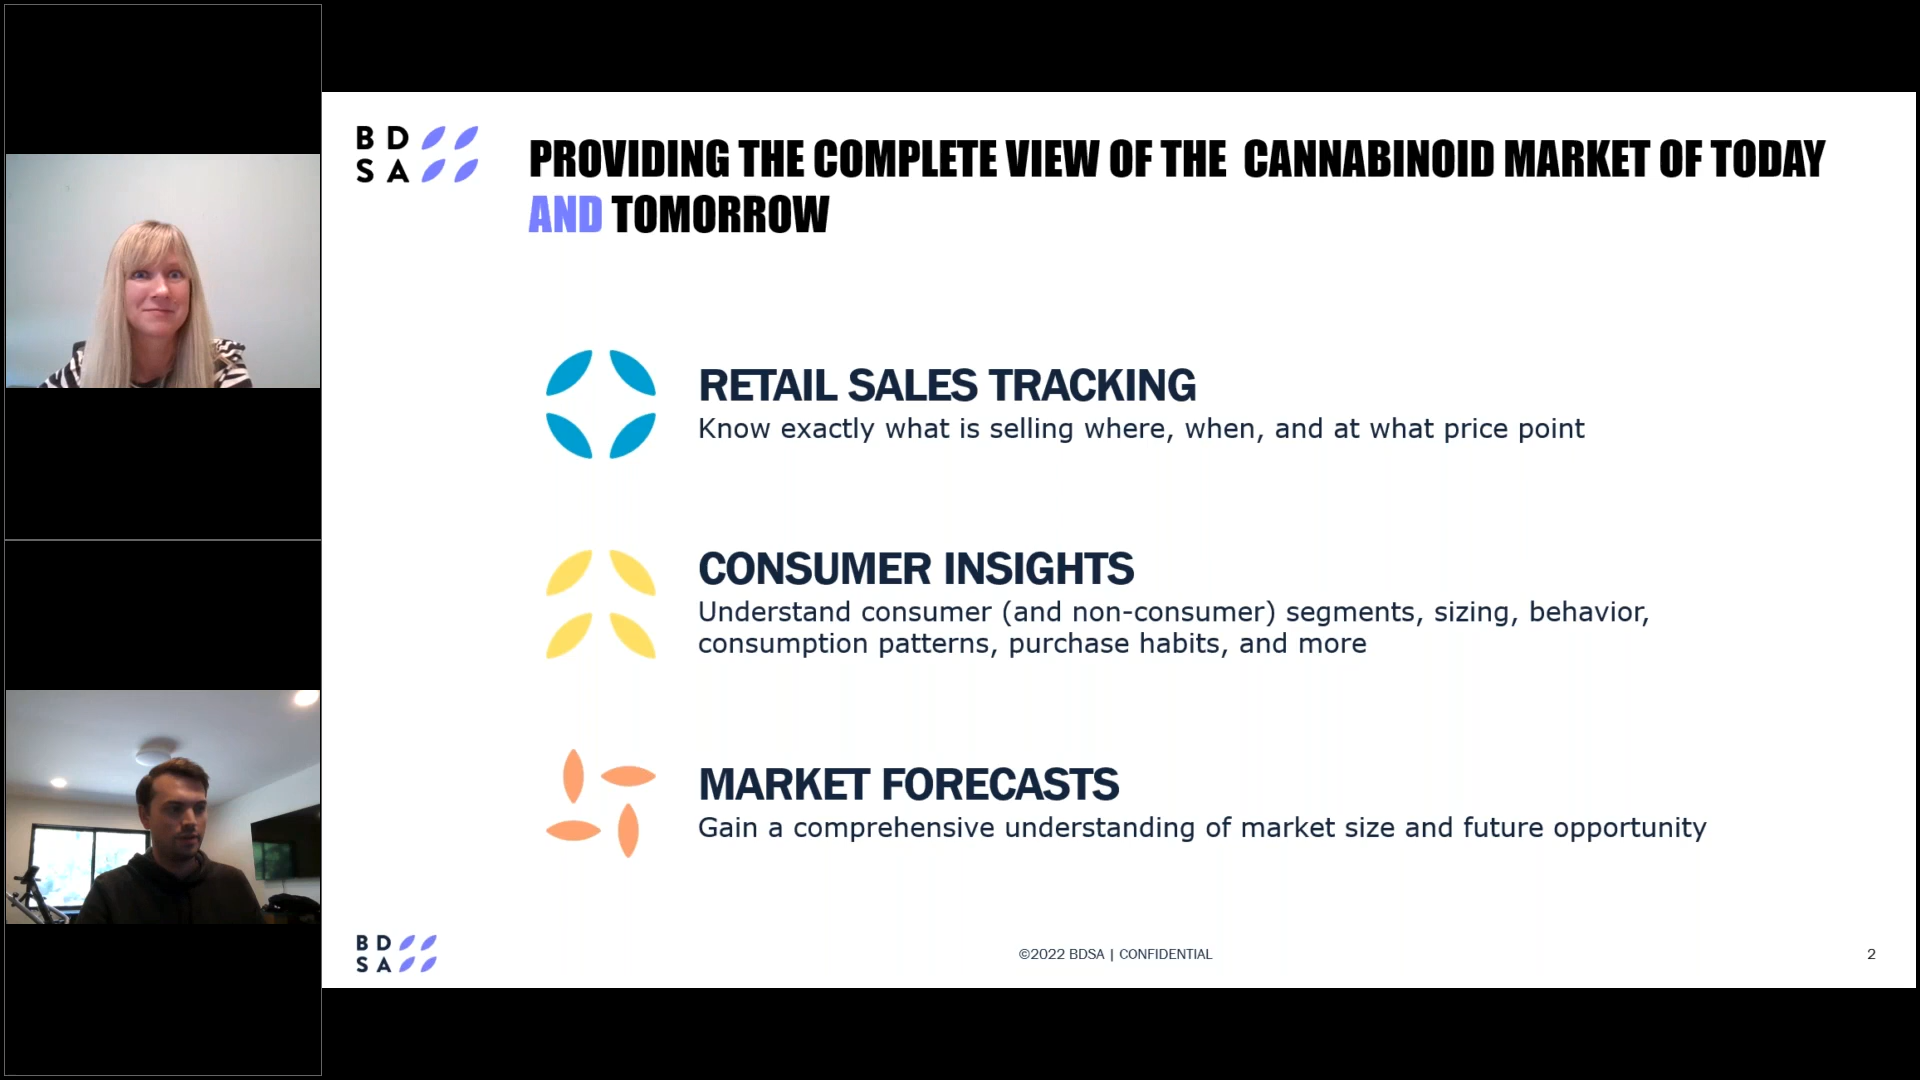 B D
S A
PROVIDING THE COMPLETE VIEW OF THE CANNABINOID MARKET OF TODAY
AND TOMORROW
RETAIL SALES TRACKING
Know exactly what is selling where, when, and at what price point
CONSUMER INSIGHTS
Understand consumer (and non-consumer) segments, sizing, behavior,
consumption patterns, purchase habits, and more
MARKET FORECASTS
Gain a comprehensive understanding of market size and future opportunity
B D
S A
©2022 BDSA | CONFIDENTIAL
2